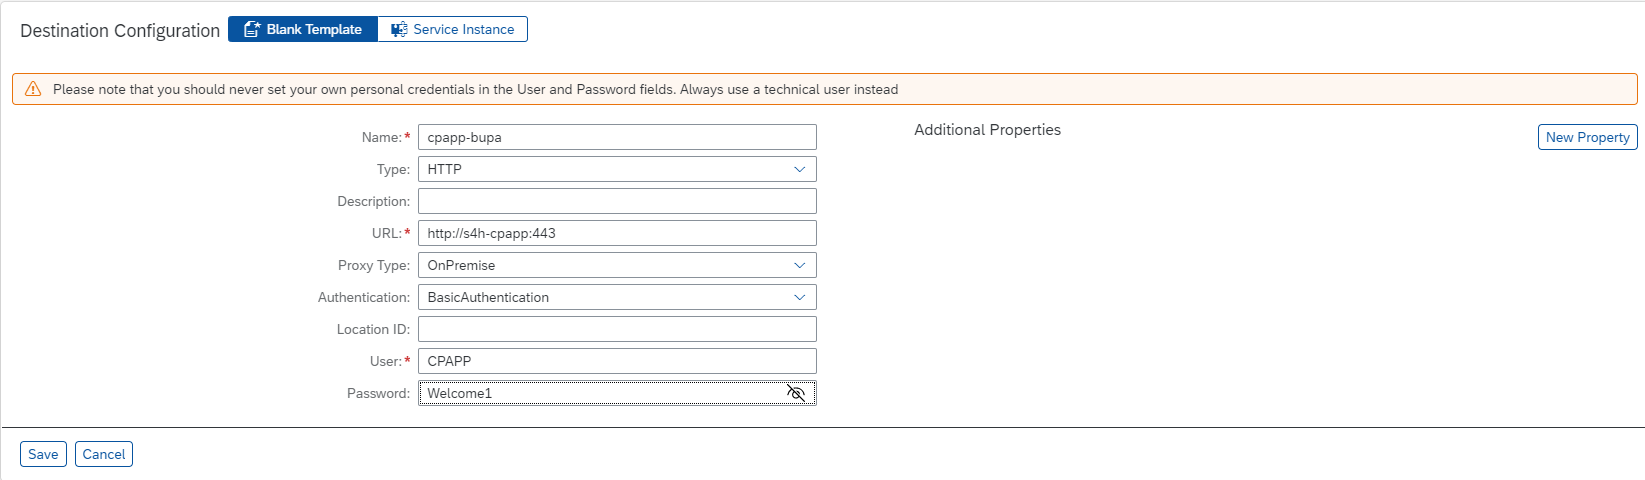 Destination Configuration Blank Template Service Instance
Please note that you should never set your own personal credentials in the User and Password fields. Always use a technical user instead
Name:* cpapp-bupa
Type: HTTP
Description:
URL:* http://s4h-cpapp:443
Proxy Type: OnPremise
Authentication: BasicAuthentication
Location ID:
User:* CPAPP
Password: Welcome1
Additional Properties
New Property
Save Cancel